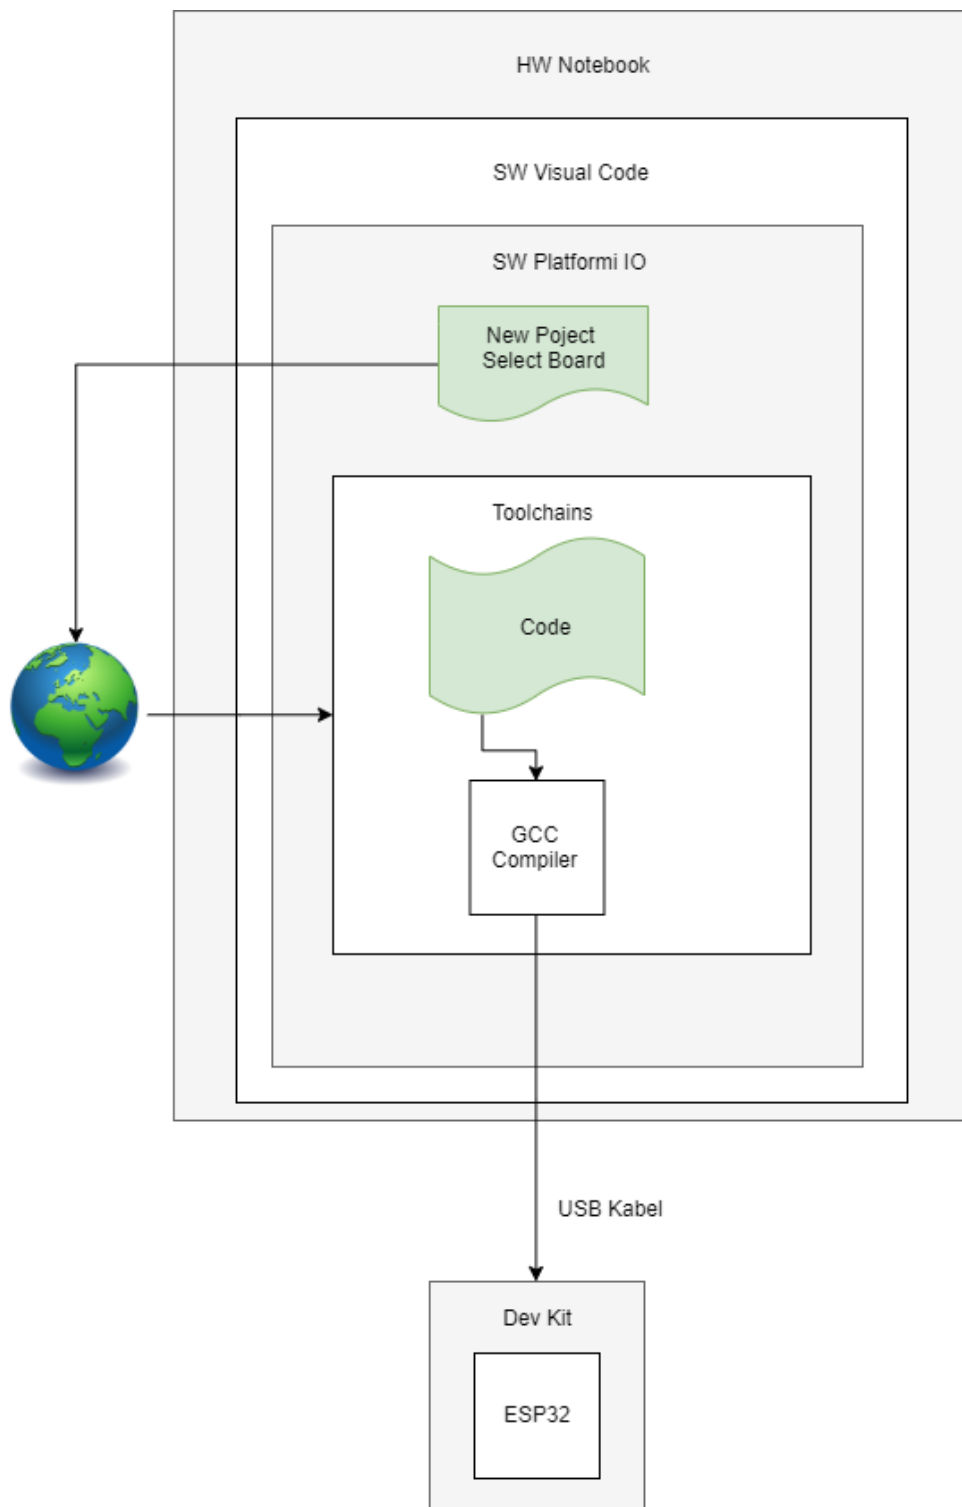 HW Notebook
SW Visual Code
SW Platformi IO
New Poject
Select Board
Toolchains
Code
GCC
Compiler
USB Kabel
Dev Kit
ESP32